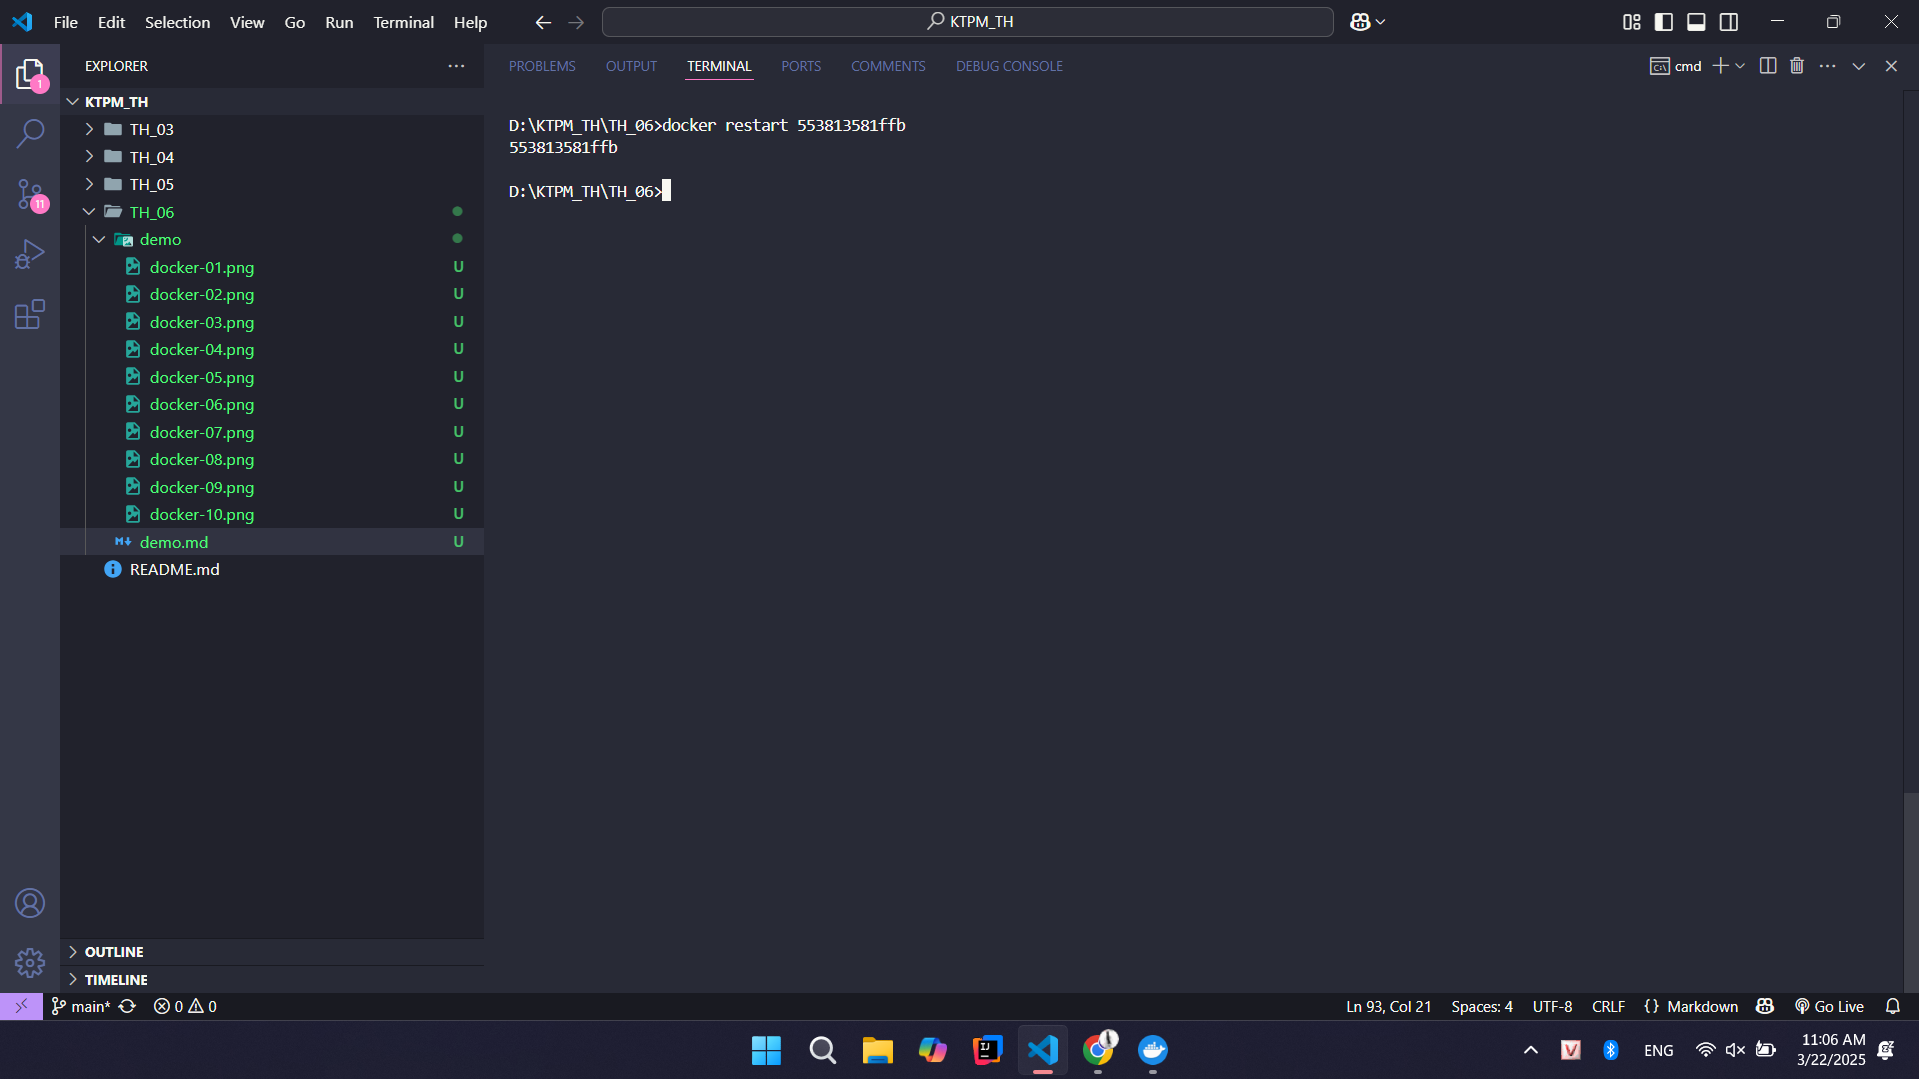 File Edit Selection View Go Run Terminal Help
KTPM_TH
EXPLORER
PROBLEMS OUTPUT TERMINAL PORTS COMMENTS DEBUG CONSOLE
cmd
1
KTPM_TH
TH_03
TH_04
TH_05
11
TH_06
demo
docker-01.png U
docker-02.png U
docker-03.png U
docker-04.png U
docker-05.png U
docker-06.png U
docker-07.png U
docker-08.png U
docker-09.png U
docker-10.png U
demo.md U
README.md
D:\KTPM_TH\TH_06>docker restart 553813581ffb
553813581ffb
D:\KTPM_TH\TH_06>
OUTLINE
TIMELINE
main* 0 0
Ln 93, Col 21 Spaces: 4 UTF-8 CRLF {} Markdown Go Live
ENG
11:06 AM
3/22/2025